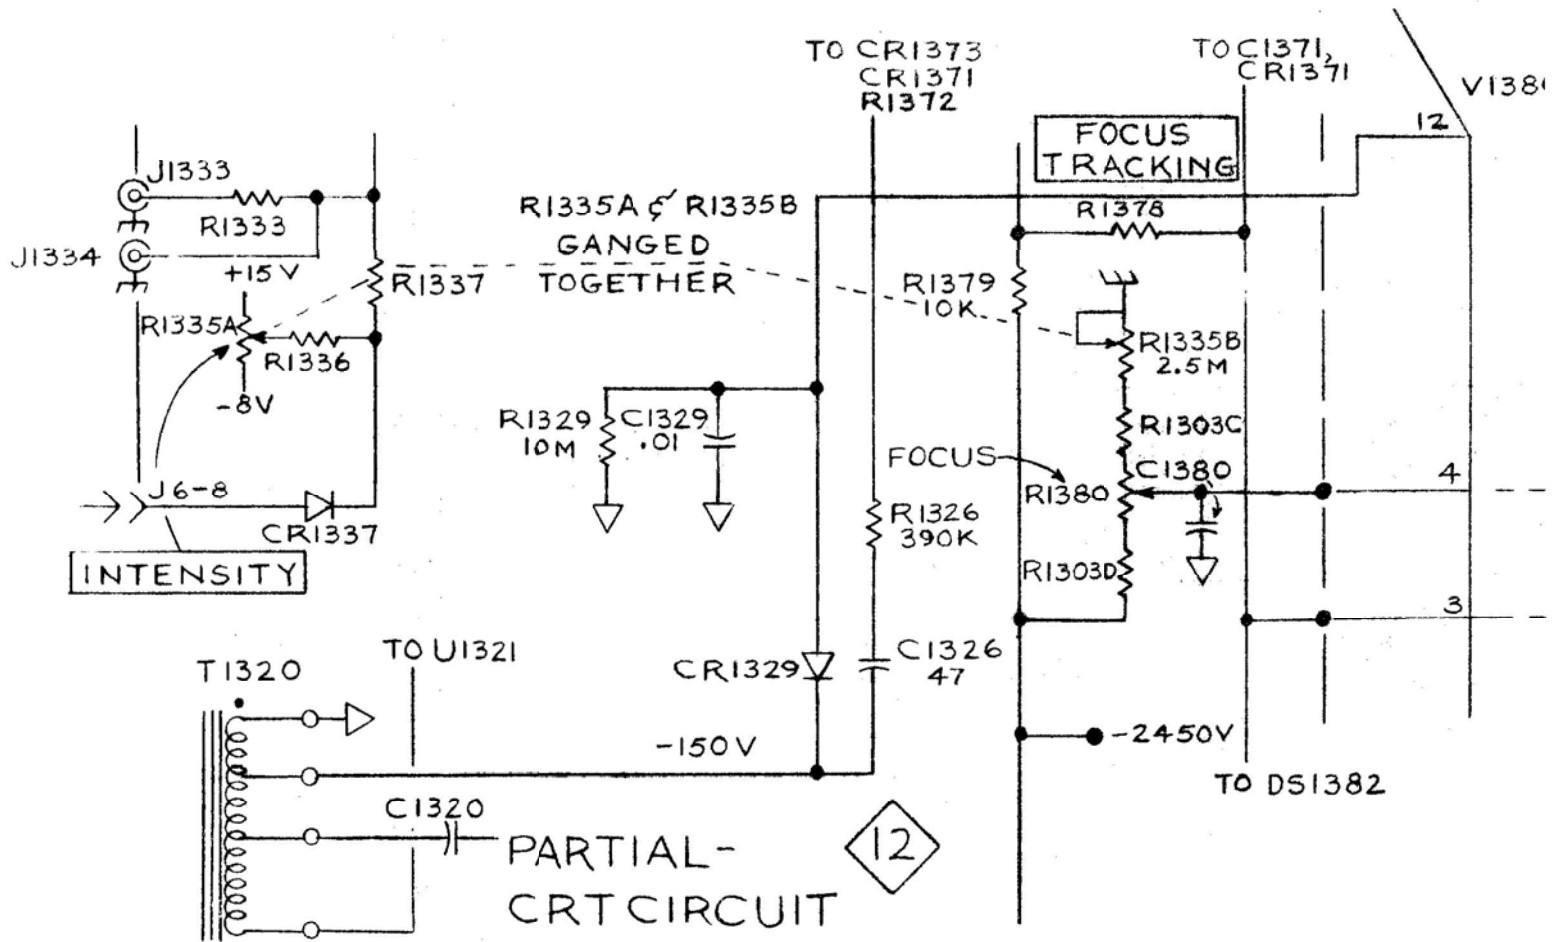 TO CR1373
CR1371
R1372
TO C1371,
CR1371
V138
12
FOCUS
TRACKING
J1333
R1333
R1335A & R1335B
GANGED
TOGETHER
R1378
J1334
+15V
R1337
R1379
10K
R1335A
R1336
R1335B
2.5M
-8V
R1329
10M
C1329
.01
R1303C
FOCUS
C1380
R1380
4
J6-8
CR1337
R1326
390K
INTENSITY
R1303D
3
T1320
TO U1321
CR1329
C1326
47
-150V
-2450V
TO DS1382
C1320
12
PARTIAL-
CRT CIRCUIT